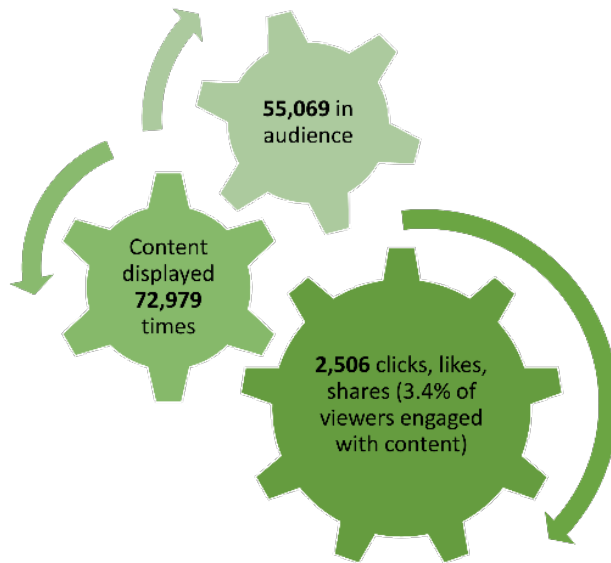 55,069 in
audience
Content
displayed
72,979
times
2,506 clicks, likes,
shares (3.4% of
viewers engaged
with content)